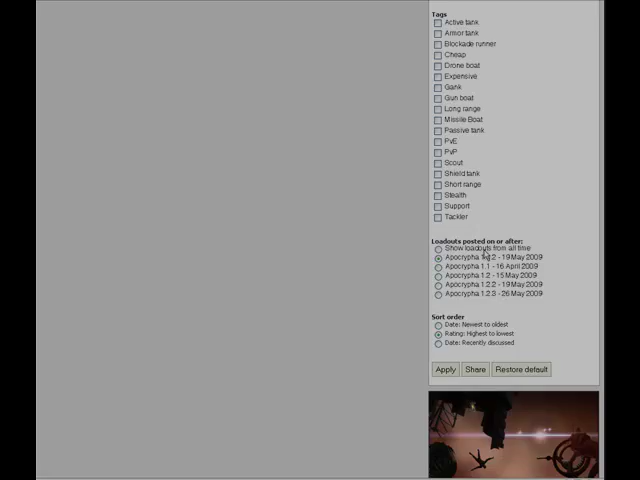 Tags
Active tank
Armor tank
Blockade runner
Cheap
Drone boat
Expensive
Gank
Gun boat
Long range
Missile Boat
Passive tank
PvE
PvP
Scout
Shield tank
Short range
Stealth
Support
Tackler
Loadouts posted on or after:
Show loadouts from all time
Apocrypha - 19 May 2009
Apocrypha 1.1 - 16 April 2009
Apocrypha 1.2 - 15 May 2009
Apocrypha 1.2.2 - 19 May 2009
Apocrypha 1.2.3 - 26 May 2009
Sort order
Date: Newest to oldest
Rating: Highest to lowest
Date: Recently discussed
Apply Share Restore default